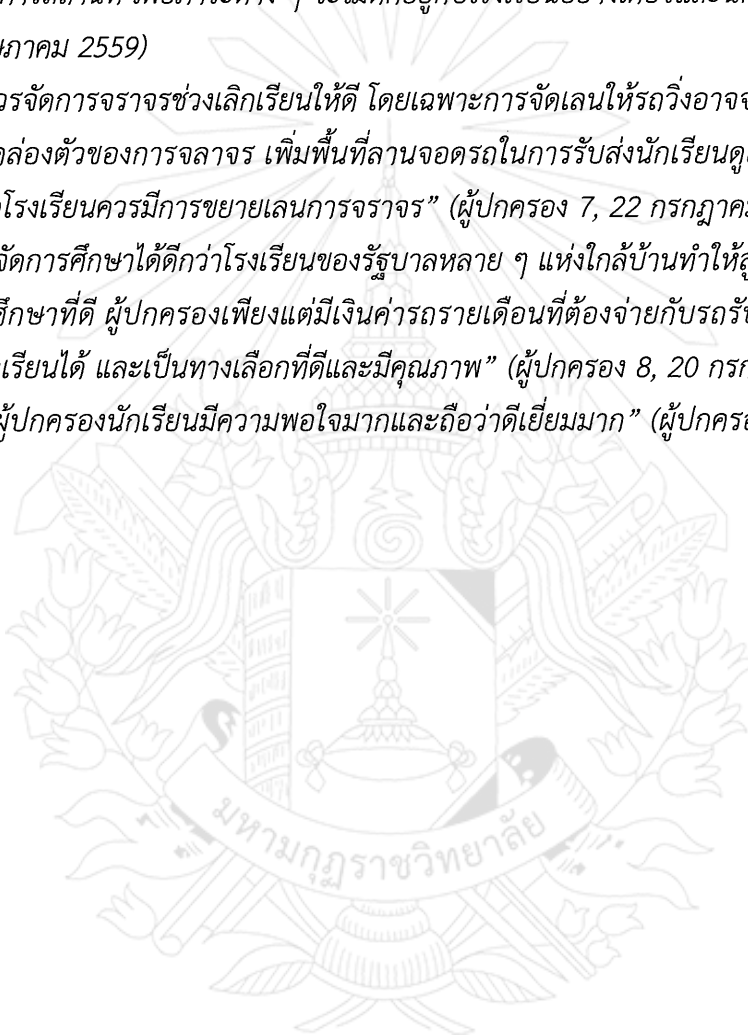 ษภาคม 2559)
วรจัดการจราจรช่วงเลิกเรียนให้ดี โดยเฉพาะการจัดเลนให้รถวิ่งอาจจ
คล่องตัวของการจลาจร เพิ่มพื้นที่ลานจอดรถในการรับส่งนักเรียนดูแ
โรงเรียนควรมีการขยายเลนการจราจร” (ผู้ปกครอง 7, 22 กรกฎาคม
จัดการศึกษาได้ดีกว่าโรงเรียนของรัฐบาลหลาย ๆ แห่งใกล้บ้านทำให้ลู
ศึกษาที่ดี ผู้ปกครองเพียงแต่มีเงินค่ารถรายเดือนที่ต้องจ่ายกับรถรับ
เรียนได้ และเป็นทางเลือกที่ดีและมีคุณภาพ” (ผู้ปกครอง 8, 20 กรก
ผู้ปกครองนักเรียนมีความพอใจมากและถือว่าดีเยี่ยมมาก” (ผู้ปกครอ
มหามกุฏราชวิทยาลัย